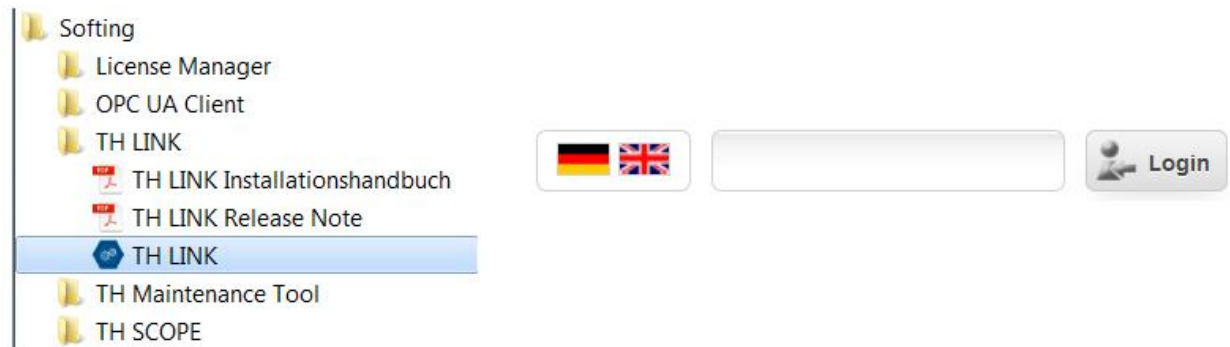 Softing
License Manager
OPC UA Client
TH LINK
TH LINK Installationshandbuch
TH LINK Release Note
TH LINK
TH Maintenance Tool
TH SCOPE
Login